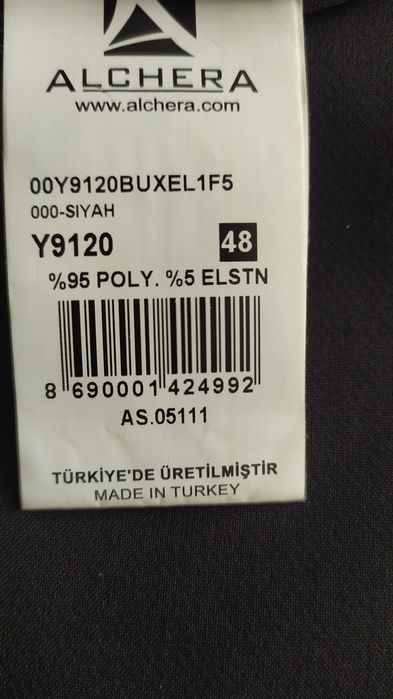 ALCHERA
www.alchera.com
00Y9120BUXEL1F5
000-SIYAH
Y9120 48
%95 POLY. %5 ELSTN
8 690001 424992
AS.05111
TÜRKİYE'DE ÜRETİLMİŞTİR
MADE IN TURKEY